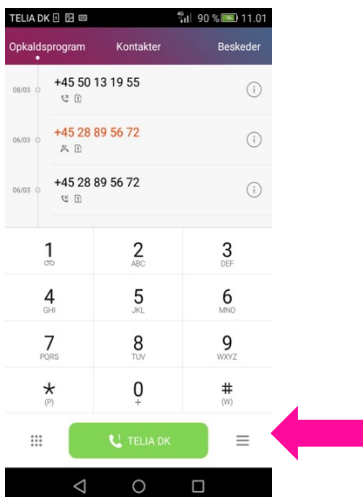 TELIA DK 4G 90 % 11.01
Opkaldsprogram Kontakter Beskeder
08/03 +45 50 13 19 55
06/03 +45 28 89 56 72
06/03 +45 28 89 56 72
1 2 3
ABC DEF
4 5 6
GHI JKL MNO
7 8 9
PQRS TUV WXYZ
* 0 #
(P) + (W)
1 TELIA DK